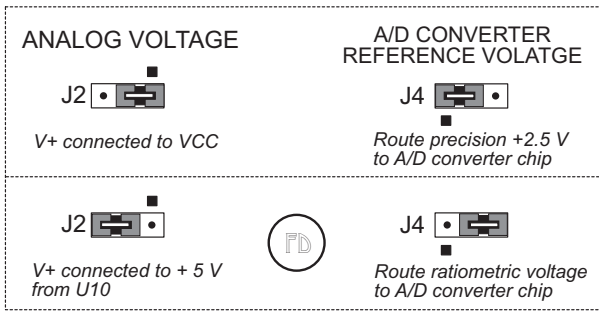 ANALOG VOLTAGE
J2
V+ connected to VCC
A/D CONVERTER
REFERENCE VOLATGE
J4
Route precision +2.5 V
to A/D converter chip
J2
V+ connected to + 5 V
from U10
FD
J4
Route ratiometric voltage
to A/D converter chip